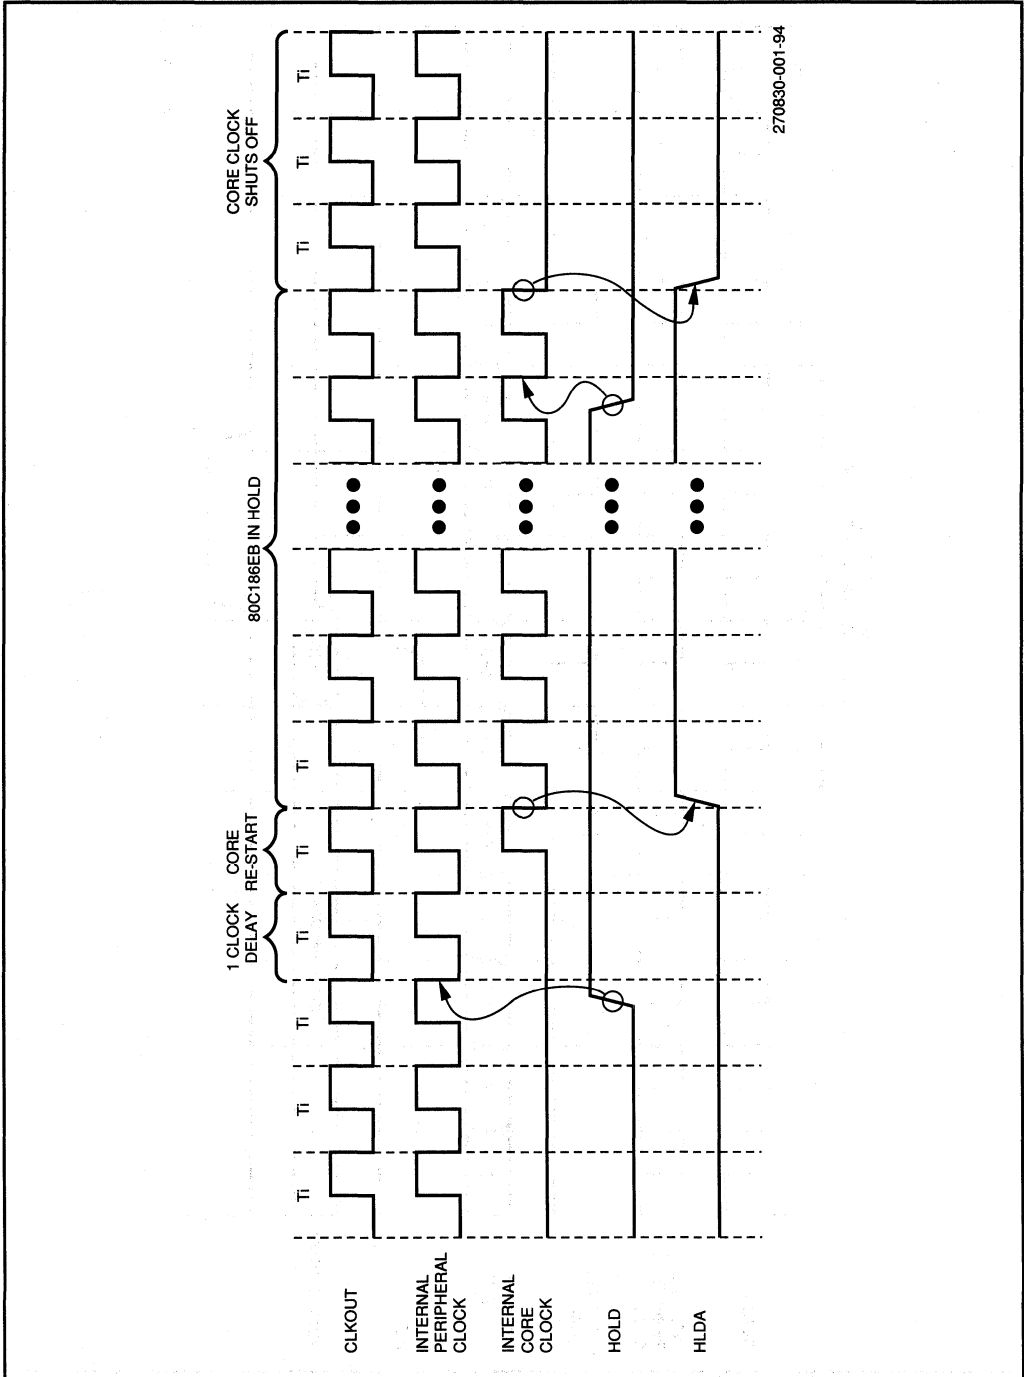 1 CLOCK
DELAY
CORE
RE-START
80C186EB IN HOLD
CORE CLOCK
SHUTS OFF
Ti Ti Ti Ti Ti Ti Ti Ti Ti
CLKOUT
INTERNAL
PERIPHERAL
CLOCK
INTERNAL
CORE
CLOCK
HOLD
HLDA
270830-001-94